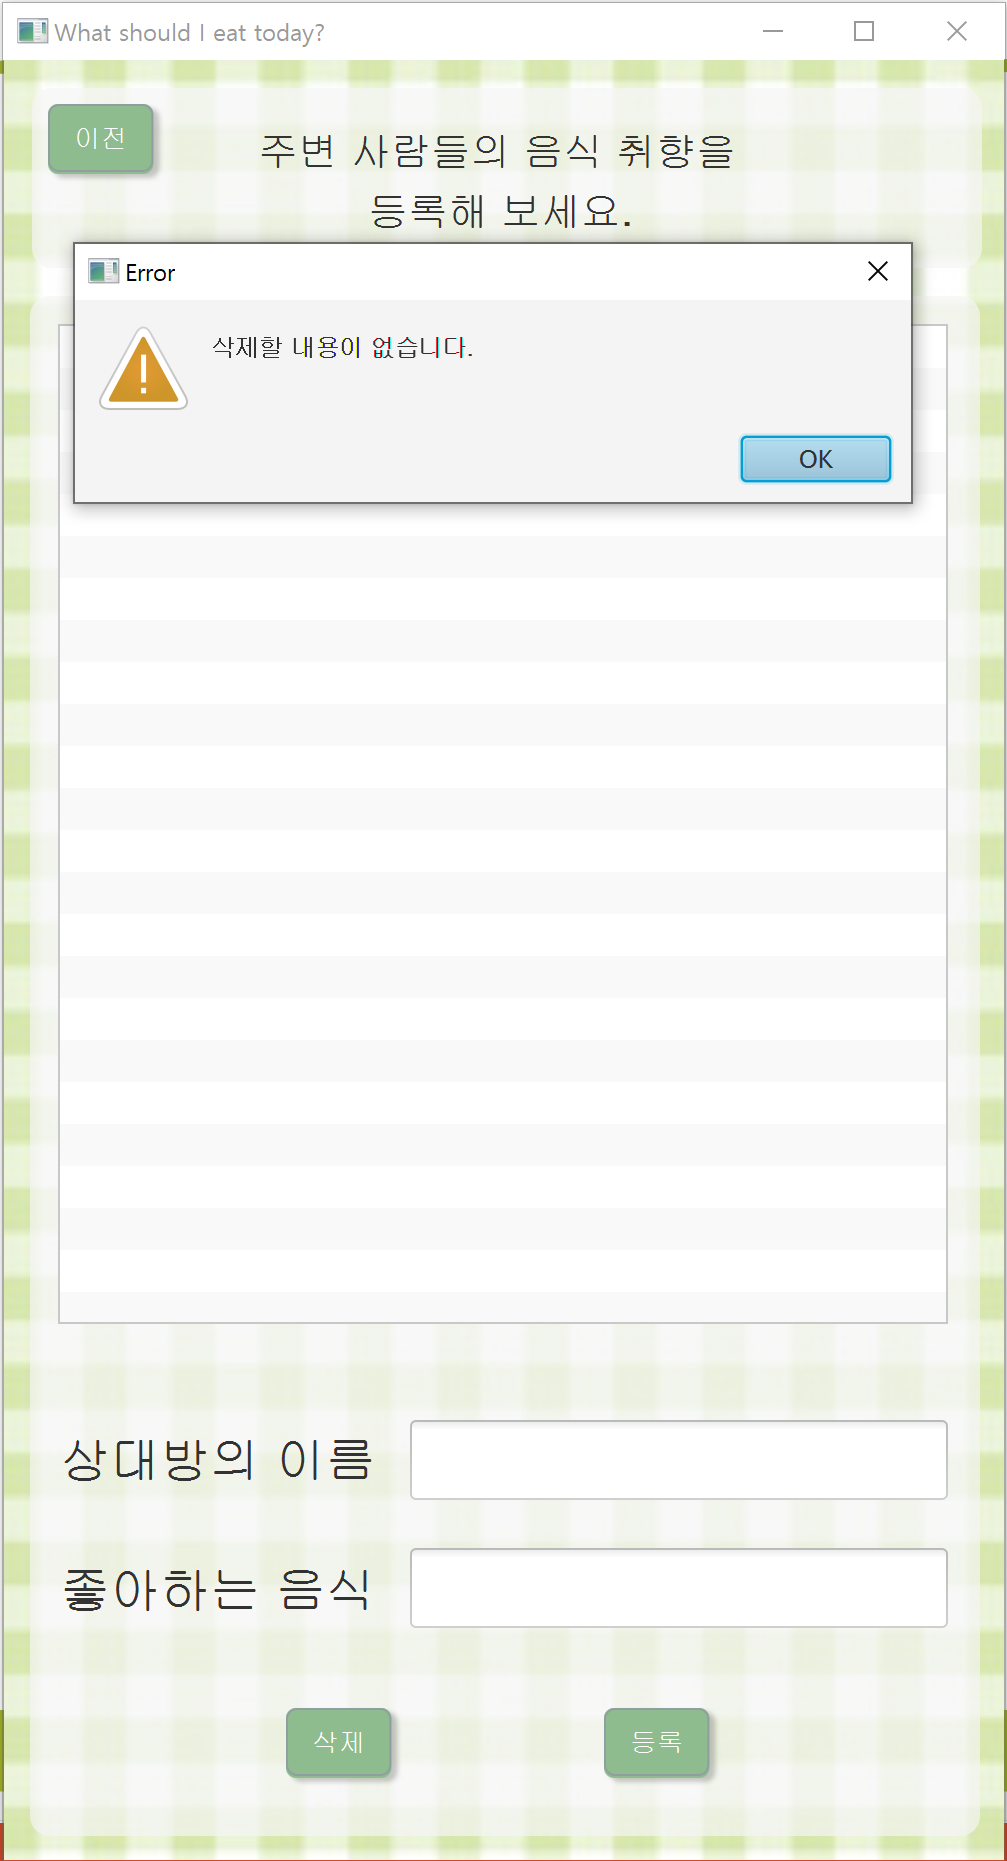 What should I eat today?
이전
주변 사람들의 음식 취향을
등록해 보세요.
Error
삭제할 내용이 없습니다.
OK
상대방의 이름
좋아하는 음식
삭제
등록